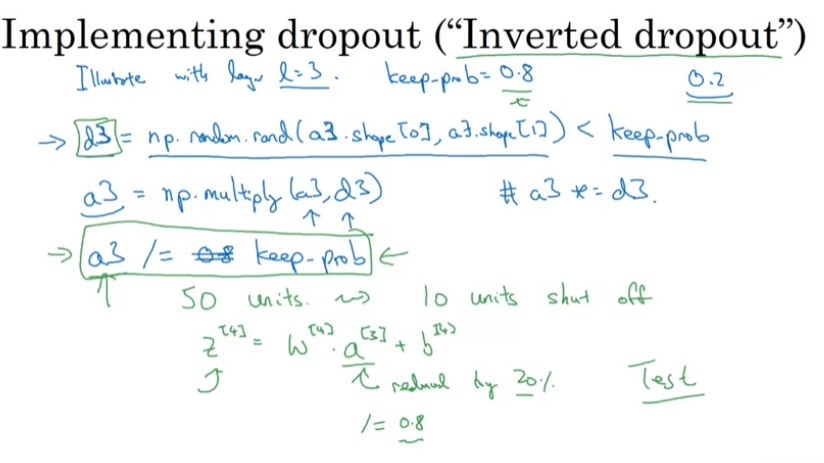 Implementing dropout ("Inverted dropout")
Illustrate with layer l=3. keep-prob= 0.8 0.2
→ d3 = np.random.rand(a3.shape[0], a3.shape[1]) < keep-prob
a3 = np.multiply(a3, d3) # a3 *= d3.
→ a3 /= 0.8 keep-prob ←
50 units. ⇝ 10 units shut off
z^[4] = W^[4] · a^[3] + b^[4]
reduced by 20%. Test
/= 0.8